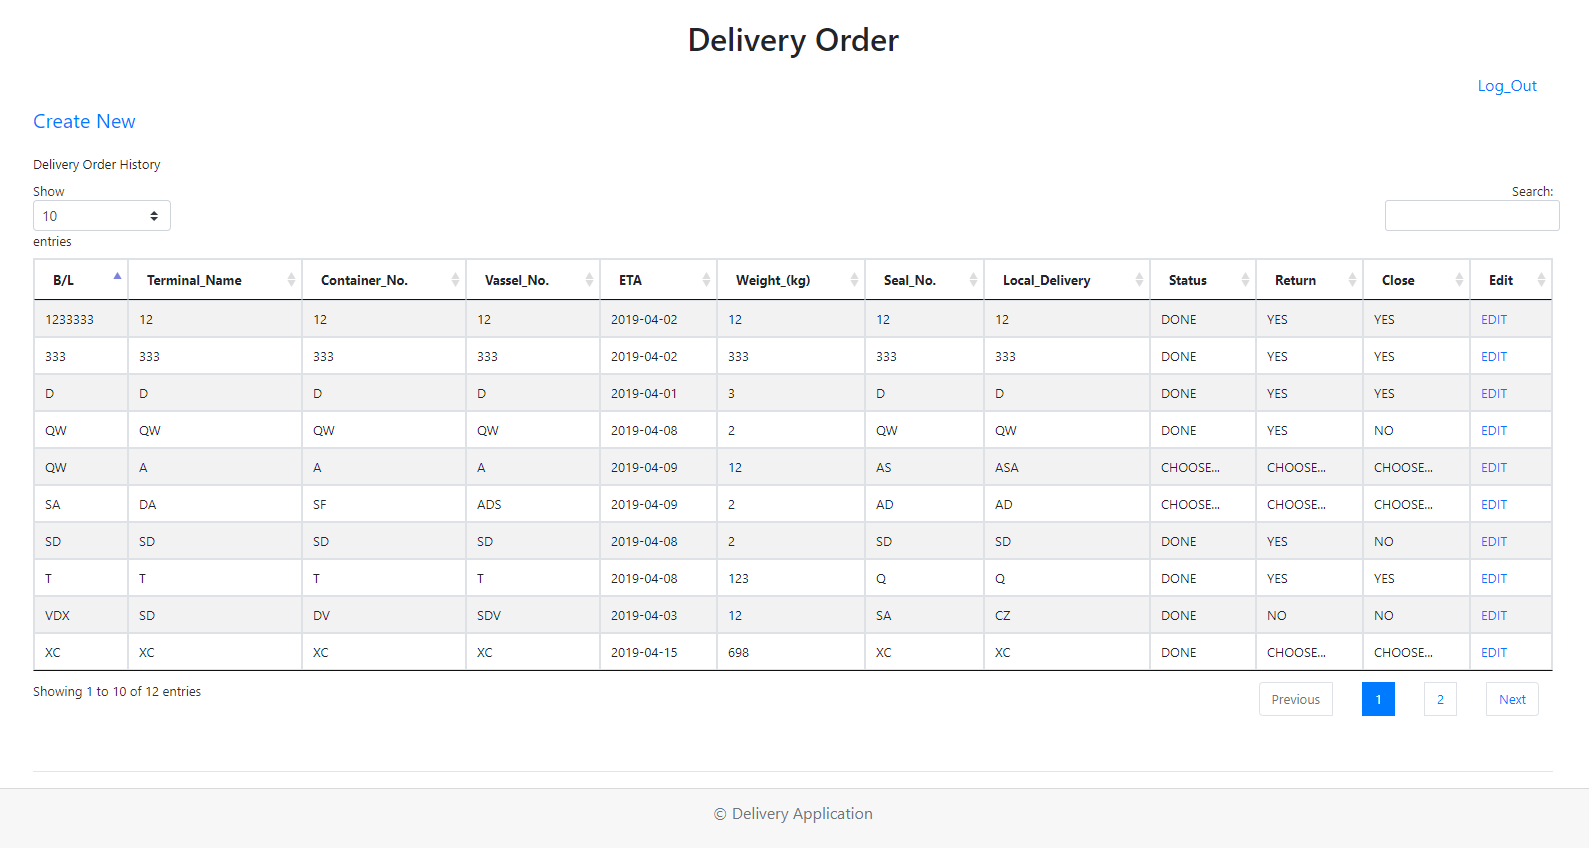 Delivery Order
Log_Out
Create New
Delivery Order History
Show
Search:
10
entries
B/L Terminal_Name Container_No. Vassel_No. ETA Weight_(kg) Seal_No. Local_Delivery Status Return Close Edit
1233333 12 12 12 2019-04-02 12 12 12 DONE YES YES EDIT
333 333 333 333 2019-04-02 333 333 333 DONE YES YES EDIT
D D D D 2019-04-01 3 D D DONE YES YES EDIT
QW QW QW QW 2019-04-08 2 QW QW DONE YES NO EDIT
QW A A A 2019-04-09 12 AS ASA CHOOSE... CHOOSE... CHOOSE... EDIT
SA DA SF ADS 2019-04-09 2 AD AD CHOOSE... CHOOSE... CHOOSE... EDIT
SD SD SD SD 2019-04-08 2 SD SD DONE YES NO EDIT
T T T T 2019-04-08 123 Q Q DONE YES YES EDIT
VDX SD DV SDV 2019-04-03 12 SA CZ DONE NO NO EDIT
XC XC XC XC 2019-04-15 698 XC XC DONE CHOOSE... CHOOSE... EDIT
Showing 1 to 10 of 12 entries
Previous 1 2 Next
© Delivery Application